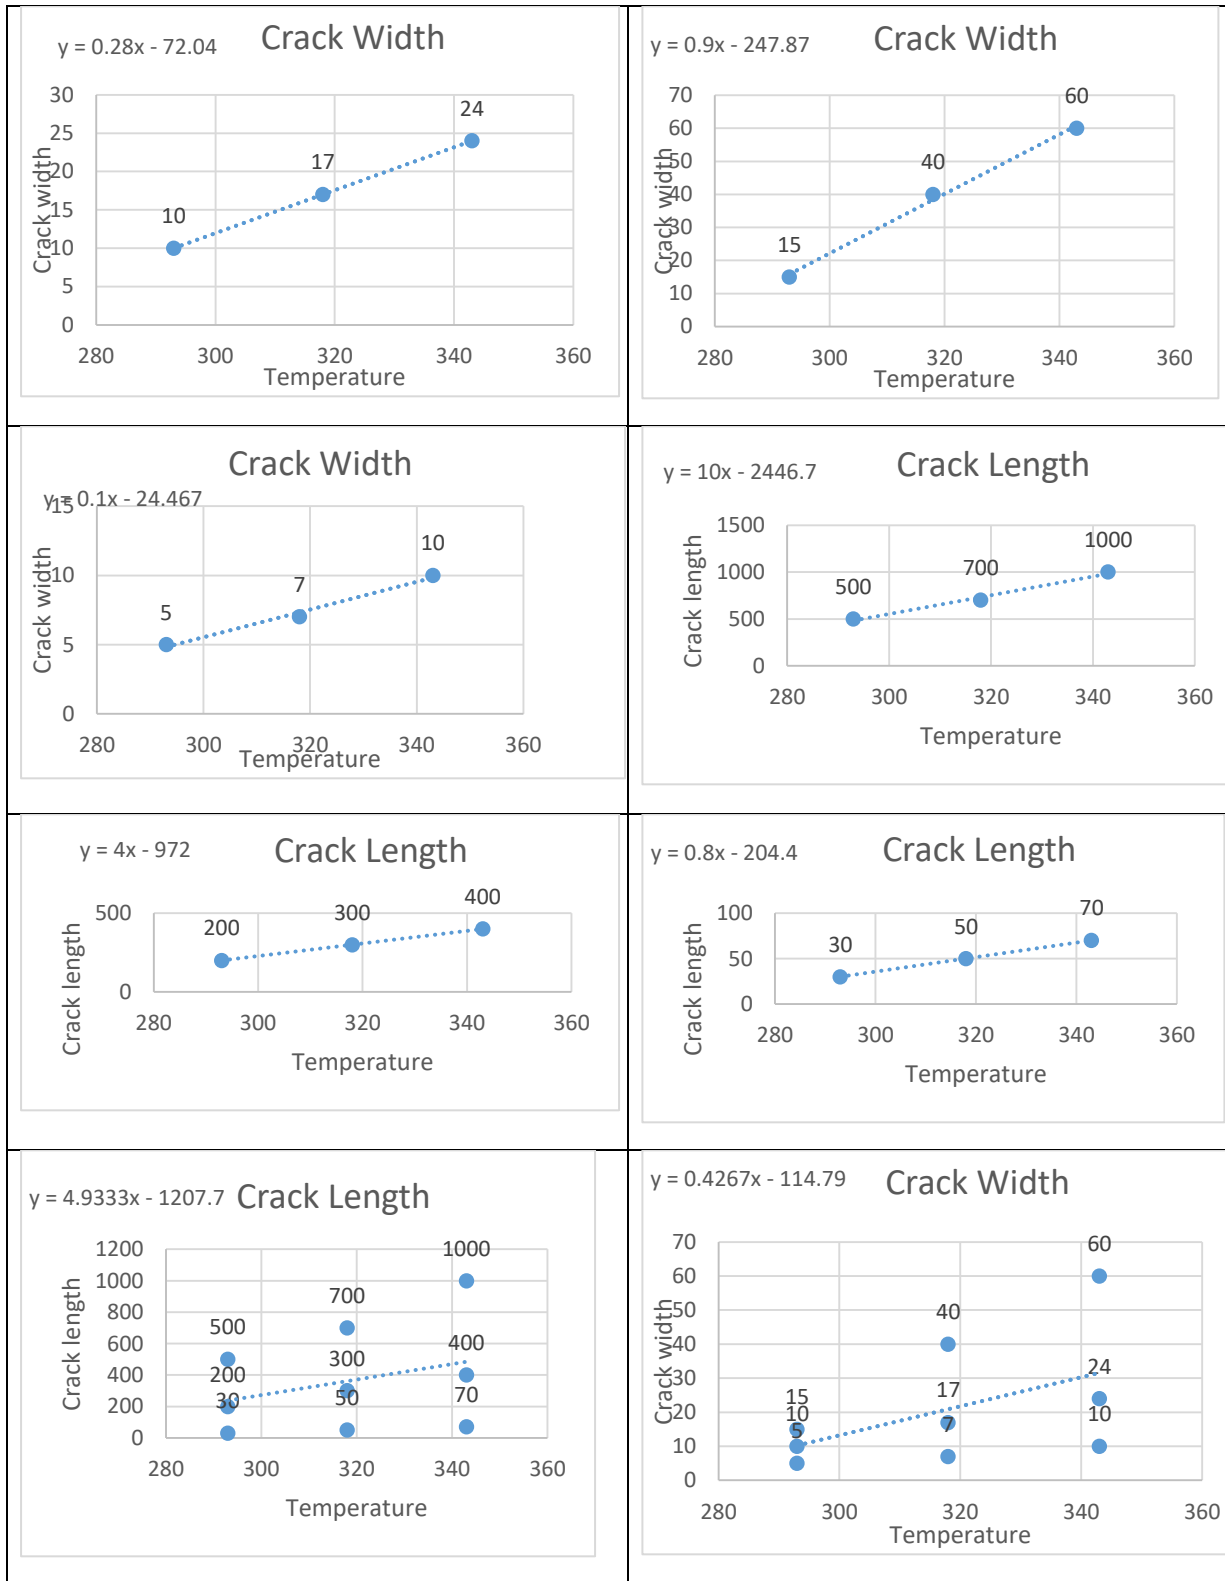 y = 0.28x - 72.04 Crack Width
30
25
20
15
10
5
0
10
17
24
280 300 320 340 360
Crack width
Temperature
y = 0.9x - 247.87 Crack Width
70
60
50
40
30
20
10
0
15
40
60
280 300 320 340 360
Crack width
Temperature
Crack Width
y = 0.1x - 24.467
15
10
5
0
5
7
10
280 300 320 340 360
Crack width
Temperature
y = 10x - 2446.7 Crack Length
1500
1000
500
0
500
700
1000
280 300 320 340 360
Crack length
Temperature
y = 4x - 972 Crack Length
500
0
200
300
400
280 300 320 340 360
Crack length
Temperature
y = 0.8x - 204.4 Crack Length
100
50
0
30
50
70
280 300 320 340 360
Crack length
Temperature
y = 4.9333x - 1207.7 Crack Length
1200
1000
800
600
400
200
0
500
200
30
700
300
50
1000
400
70
280 300 320 340 360
Crack length
Temperature
y = 0.4267x - 114.79 Crack Width
70
60
50
40
30
20
10
0
15
10
5
40
17
7
60
24
10
280 300 320 340 360
Crack width
Temperature